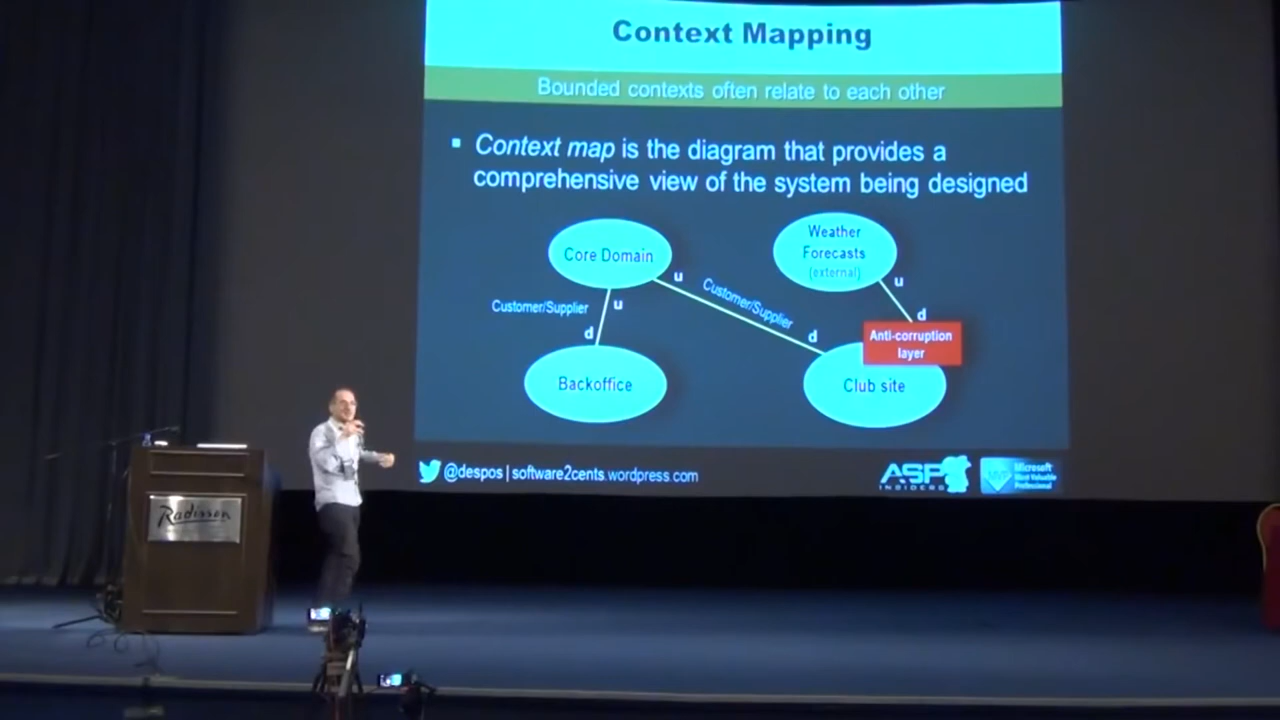 Context Mapping
Bounded contexts often relate to each other
▪ Context map is the diagram that provides a
comprehensive view of the system being designed
Core Domain
Weather
Forecasts
(external)
u
u
Customer/Supplier
Customer/Supplier
u
d
d
d
Anti-corruption
layer
Backoffice
Club site
@despos | software2cents.wordpress.com
ASP
INSIDERS
Microsoft
Most Valuable
Professional
Radisson